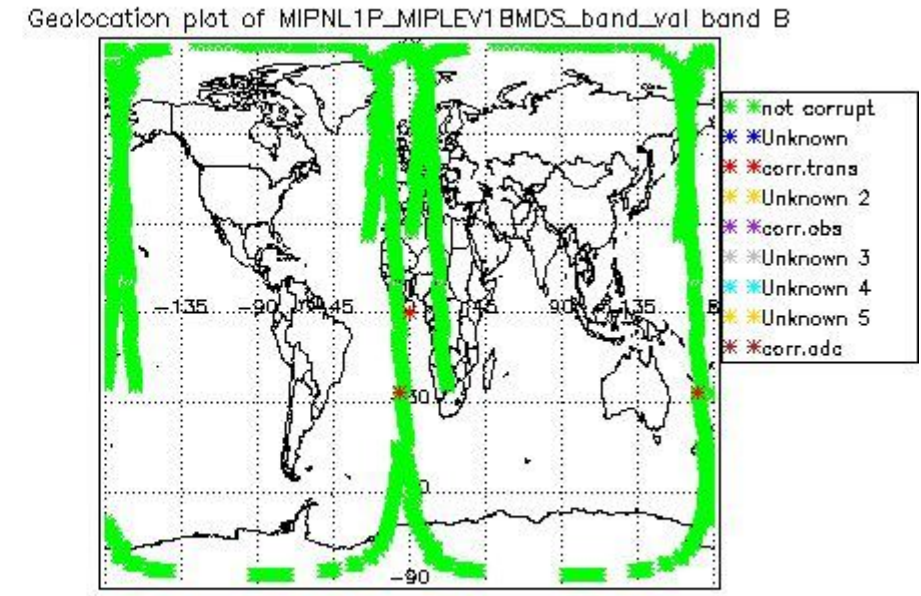 Geolocation plot of MIPNL1P_MIPLEV1BMDS_band_val band B
not corrupt
Unknown
corr.trans
Unknown 2
corr.obs
Unknown 3
Unknown 4
Unknown 5
corr.adc
-135 -90 -45 45 90 135
-90